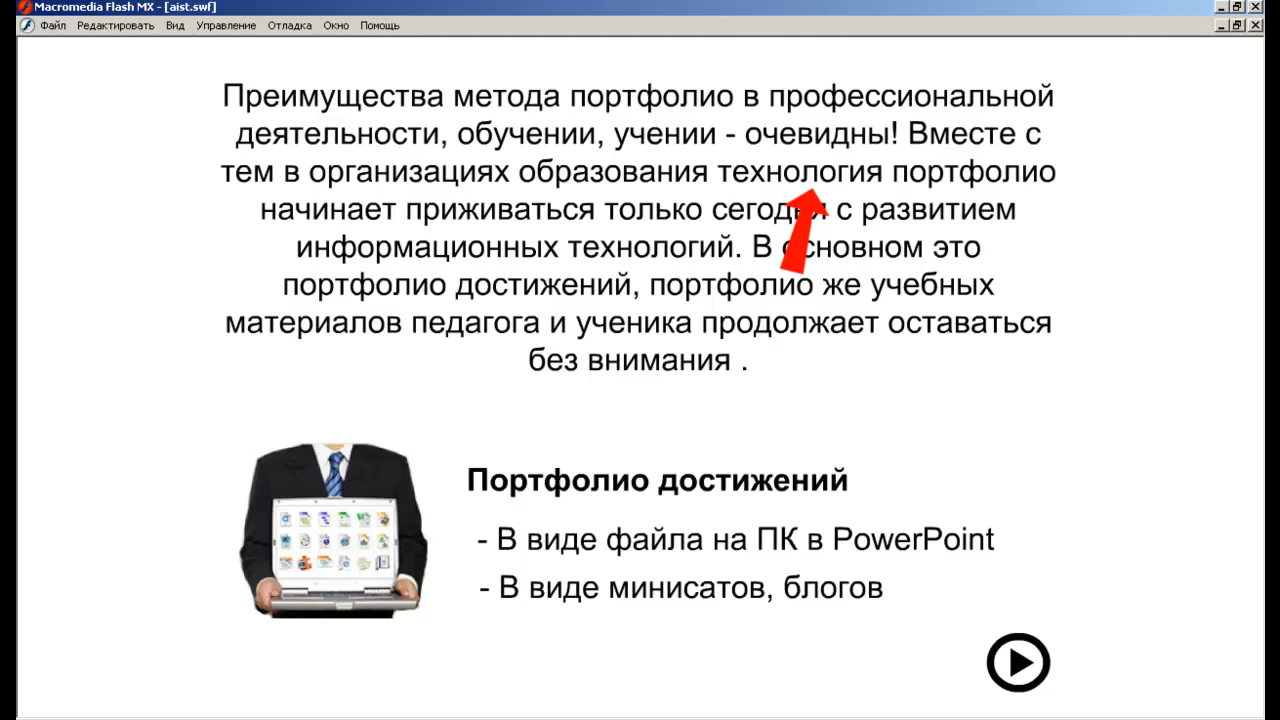 Macromedia Flash MX - [aist.swf]
Файл Редактировать Вид Управление Отладка Окно Помощь
Преимущества метода портфолио в профессиональной
деятельности, обучении, учении - очевидны! Вместе с
тем в организациях образования технология портфолио
начинает приживаться только сегодня с развитием
информационных технологий. В основном это
портфолио достижений, портфолио же учебных
материалов педагога и ученика продолжает оставаться
без внимания .
Портфолио достижений
- В виде файла на ПК в PowerPoint
- В виде минисатов, блогов